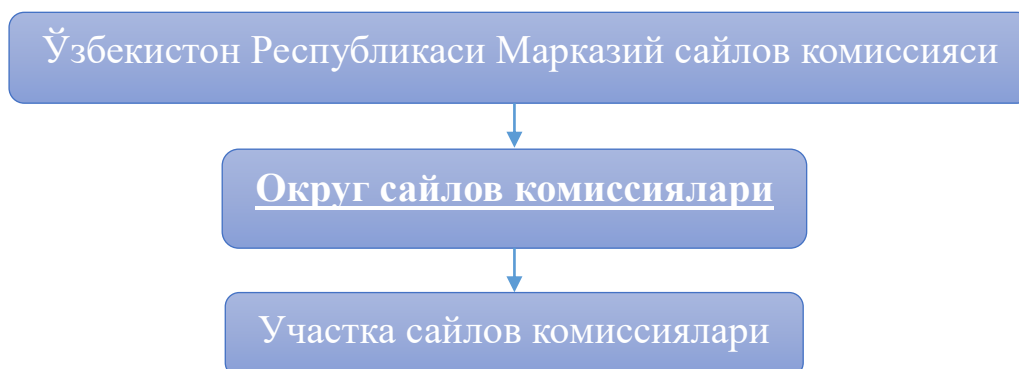 Ўзбекистон Республикаси Марказий сайлов комиссияси
Округ сайлов комиссиялари
Участка сайлов комиссиялари